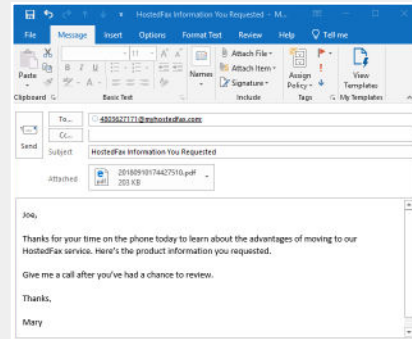 HostedFax Information You Requested - M...
File Message Insert Options Format Text Review Help Tell me
Paste
Names
Attach File
Attach Item
Signature
Assign Policy
View Templates
Clipboard Basic Text Include Tags My Templates
Send
To... 4805627171@myhostedfax.com;
Cc...
Subject HostedFax Information You Requested
Attached 20180910174427510.pdf
203 KB
Joe,
Thanks for your time on the phone today to learn about the advantages of moving to our
HostedFax service. Here's the product information you requested.
Give me a call after you've had a chance to review.
Thanks,
Mary